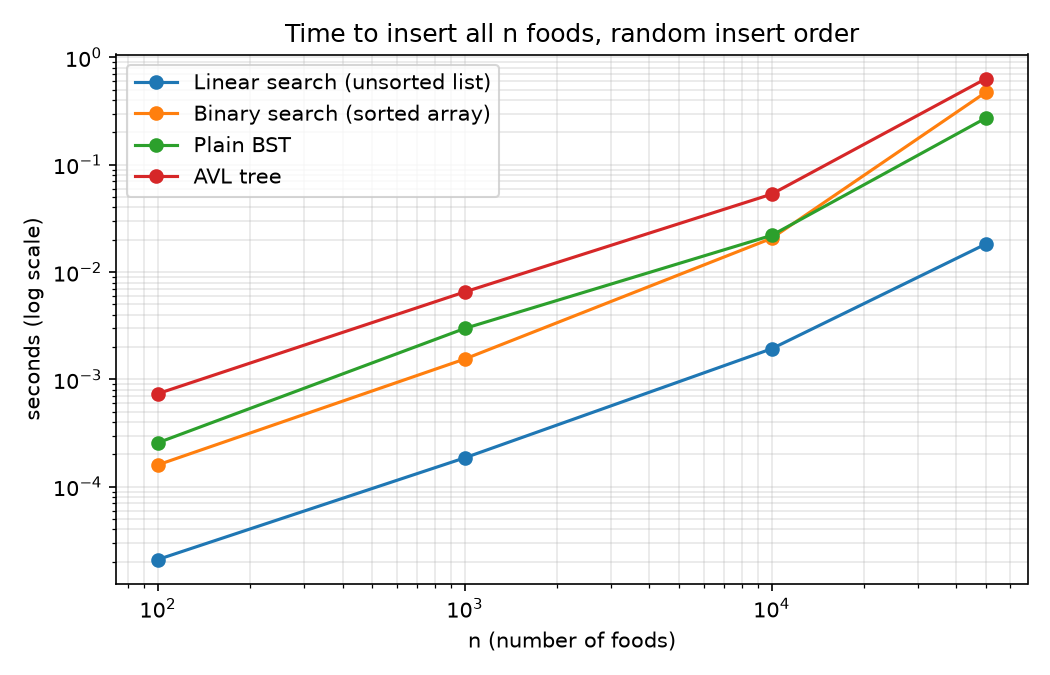 Time to insert all n foods, random insert order
Linear search (unsorted list)
Binary search (sorted array)
Plain BST
AVL tree
seconds (log scale)
10⁰
10⁻¹
10⁻²
10⁻³
10⁻⁴
10² 10³ 10⁴
n (number of foods)